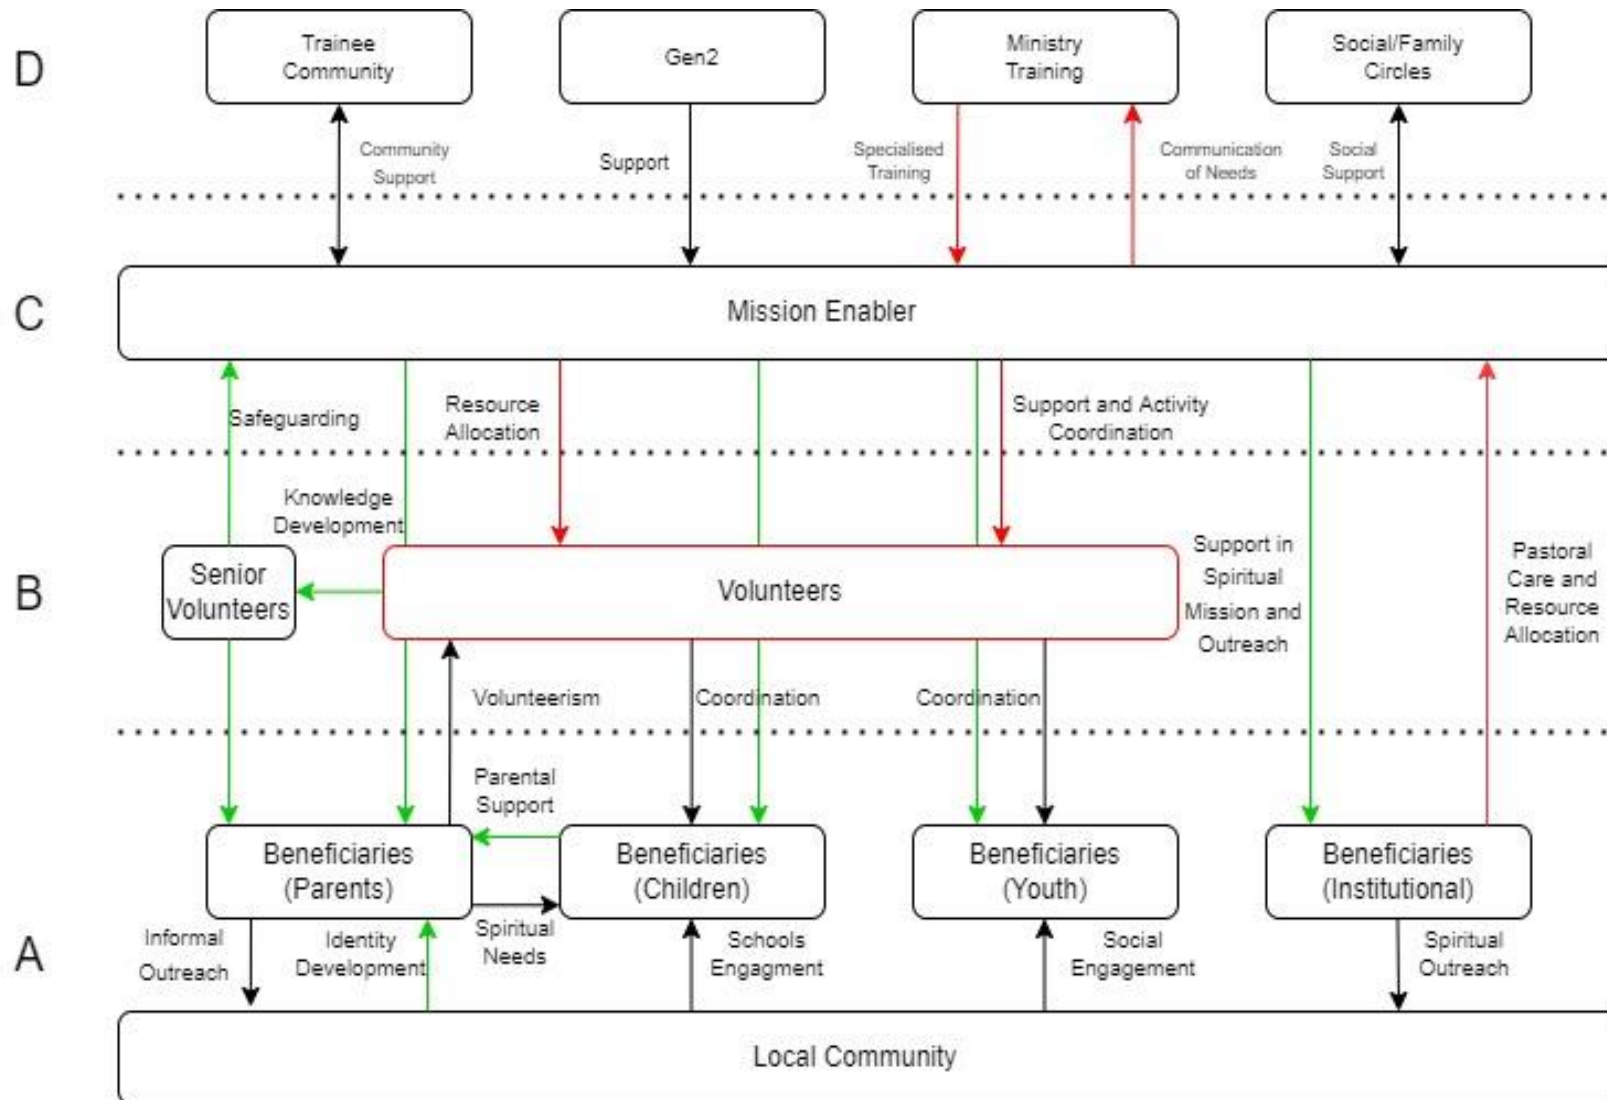 D
Trainee
Community
Gen2
Ministry
Training
Social/Family
Circles
Community
Support
Support
Specialised
Training
Communication
of Needs
Social
Support
C
Mission Enabler
Safeguarding
Resource
Allocation
Support and Activity
Coordination
Knowledge
Development
B
Senior
Volunteers
Volunteers
Support in
Spiritual
Mission and
Outreach
Pastoral
Care and
Resource
Allocation
Volunteerism
Coordination
Coordination
Parental
Support
Beneficiaries
(Parents)
Beneficiaries
(Children)
Beneficiaries
(Youth)
Beneficiaries
(Institutional)
A
Informal
Outreach
Identity
Development
Spiritual
Needs
Schools
Engagment
Social
Engagement
Spiritual
Outreach
Local Community